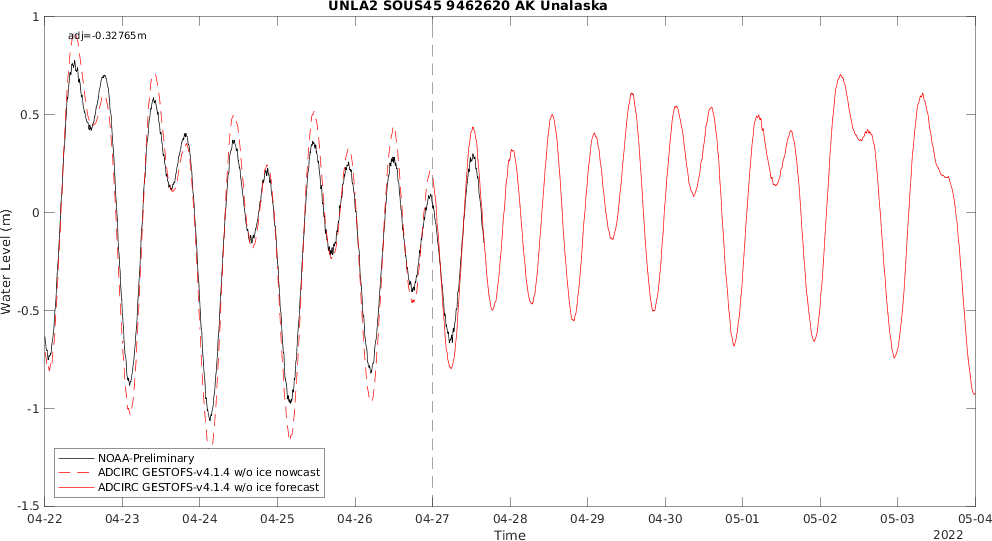 UNLA2 SOUS45 9462620 AK Unalaska
adj=-0.32765m
1
0.5
0
-0.5
-1
-1.5
Water Level (m)
NOAA-Preliminary
ADCIRC GESTOFS-v4.1.4 w/o ice nowcast
ADCIRC GESTOFS-v4.1.4 w/o ice forecast
04-22 04-23 04-24 04-25 04-26 04-27 04-28 04-29 04-30 05-01 05-02 05-03 05-04
Time
2022